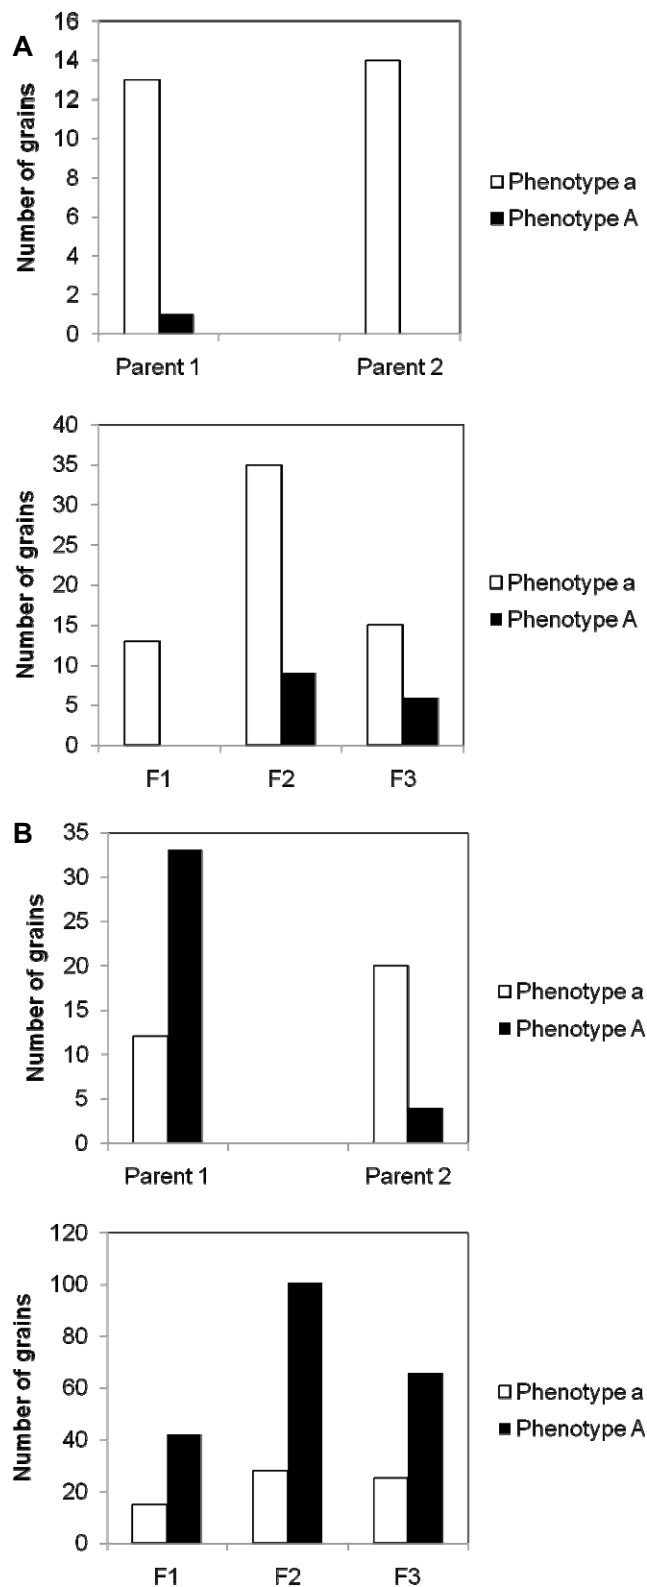 A
Number of grains
16
14
12
10
8
6
4
2
0
Parent 1
Parent 2
Phenotype a
Phenotype A
Number of grains
40
35
30
25
20
15
10
5
0
F1
F2
F3
Phenotype a
Phenotype A
B
Number of grains
35
30
25
20
15
10
5
0
Parent 1
Parent 2
Phenotype a
Phenotype A
Number of grains
120
100
80
60
40
20
0
F1
F2
F3
Phenotype a
Phenotype A